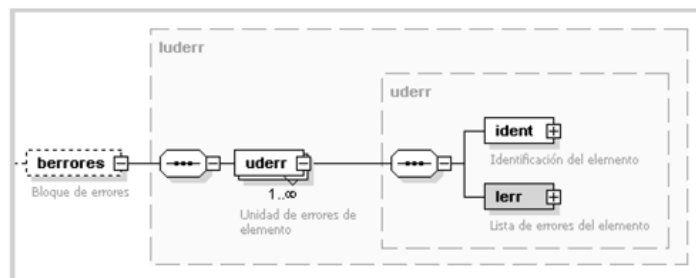 luderr
uderr
berrores
Bloque de errores
uderr
1..∞
Unidad de errores de
elemento
ident
Identificación del elemento
lerr
Lista de errores del elemento